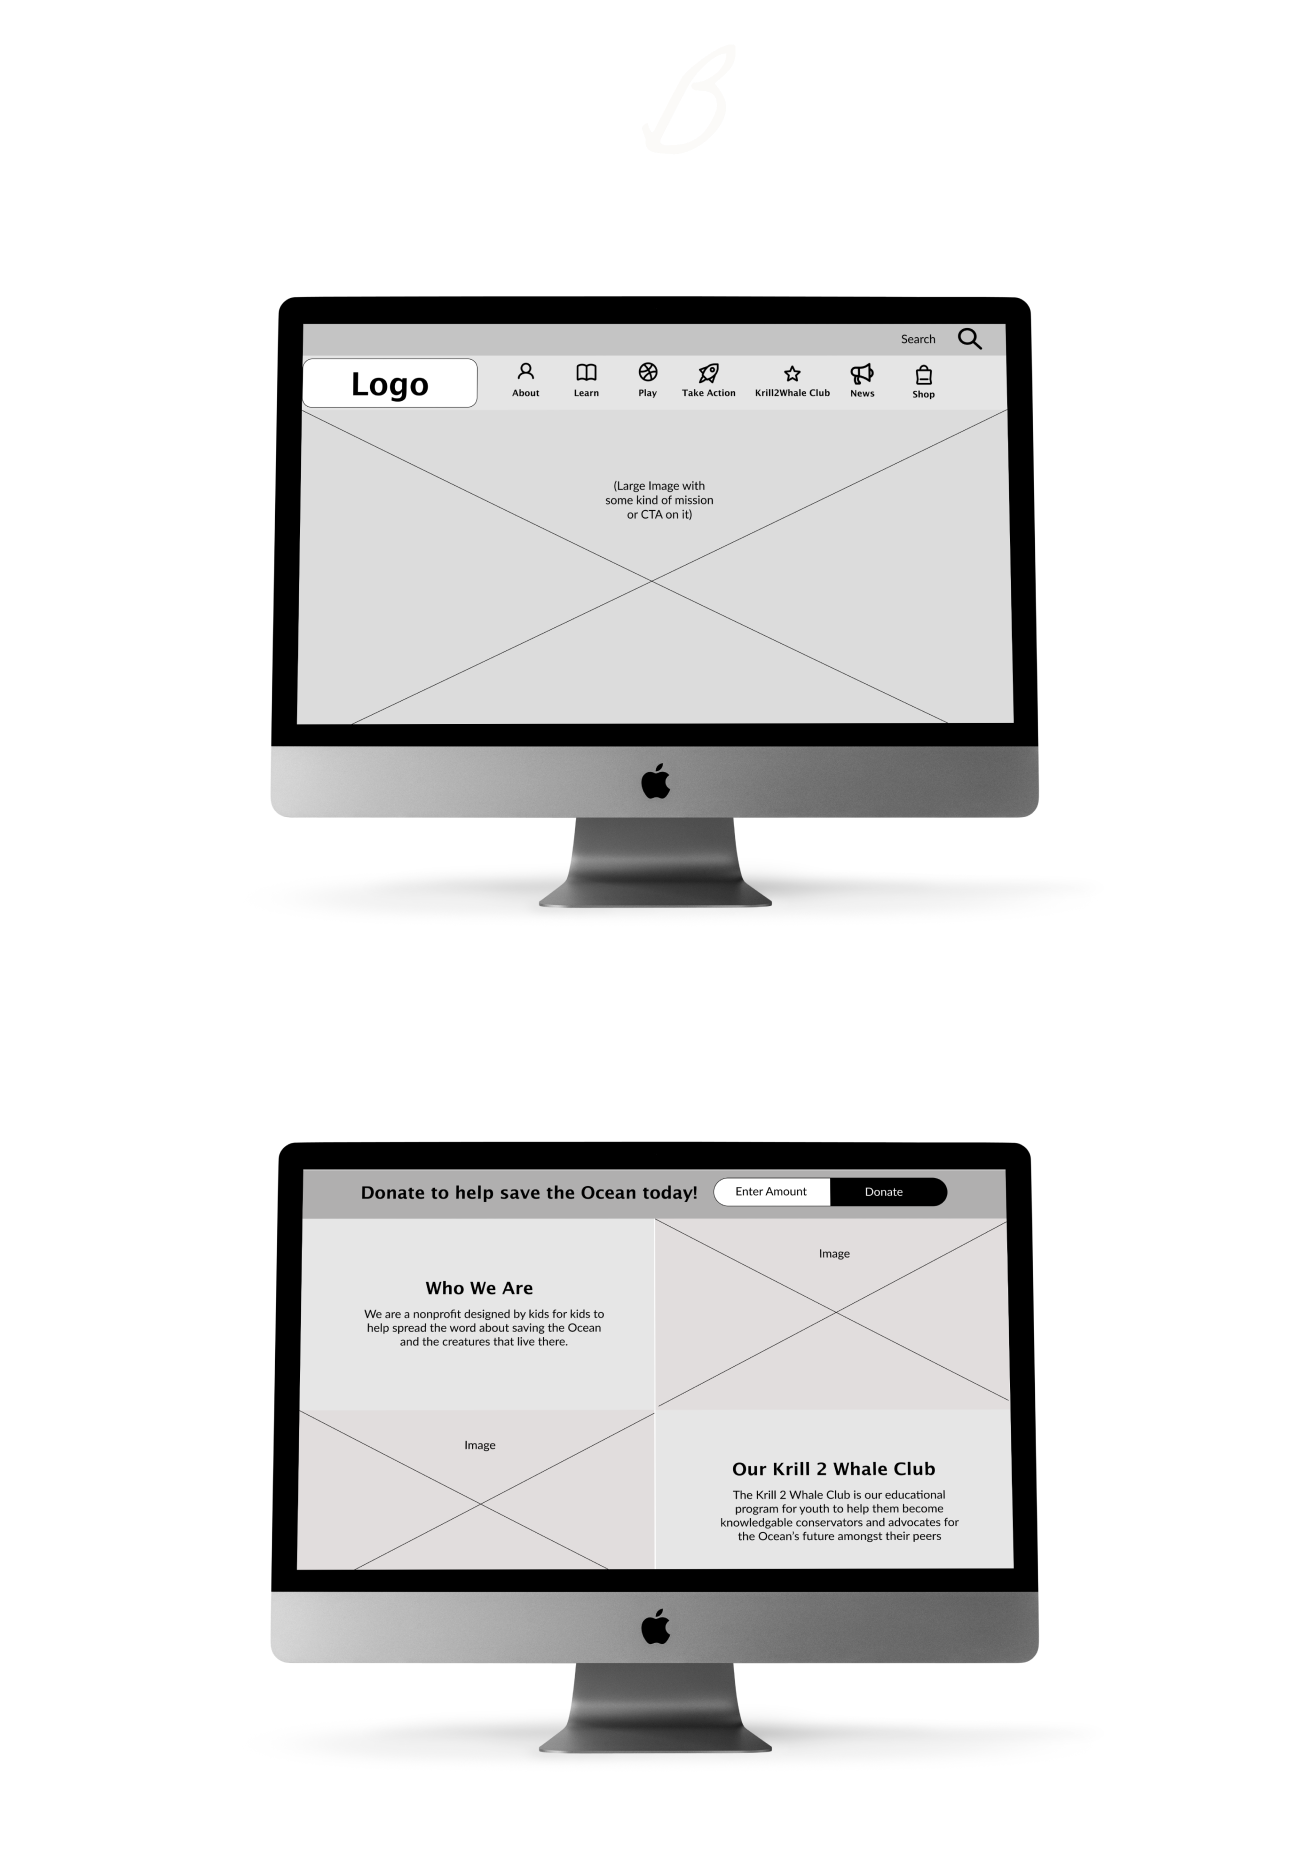 B
Search
Logo
About
Learn
Play
Take Action
Krill2Whale Club
News
Shop
(Large Image with
some kind of mission
or CTA on it)
Donate to help save the Ocean today!
Enter Amount
Donate
Who We Are
We are a nonprofit designed by kids for kids to
help spread the word about saving the Ocean
and the creatures that live there.
Image
Image
Our Krill 2 Whale Club
The Krill 2 Whale Club is our educational
program for youth to help them become
knowledgable conservators and advocates for
the Ocean's future amongst their peers